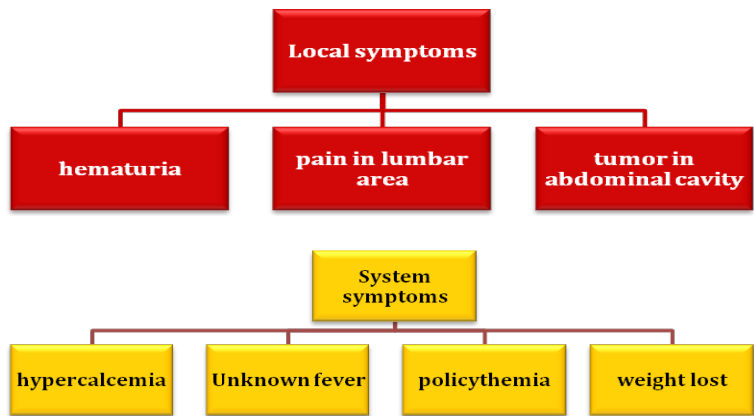 Local symptoms
hematuria
pain in lumbar
area
tumor in
abdominal cavity
System
symptoms
hypercalcemia
Unknown fever
policythemia
weight lost